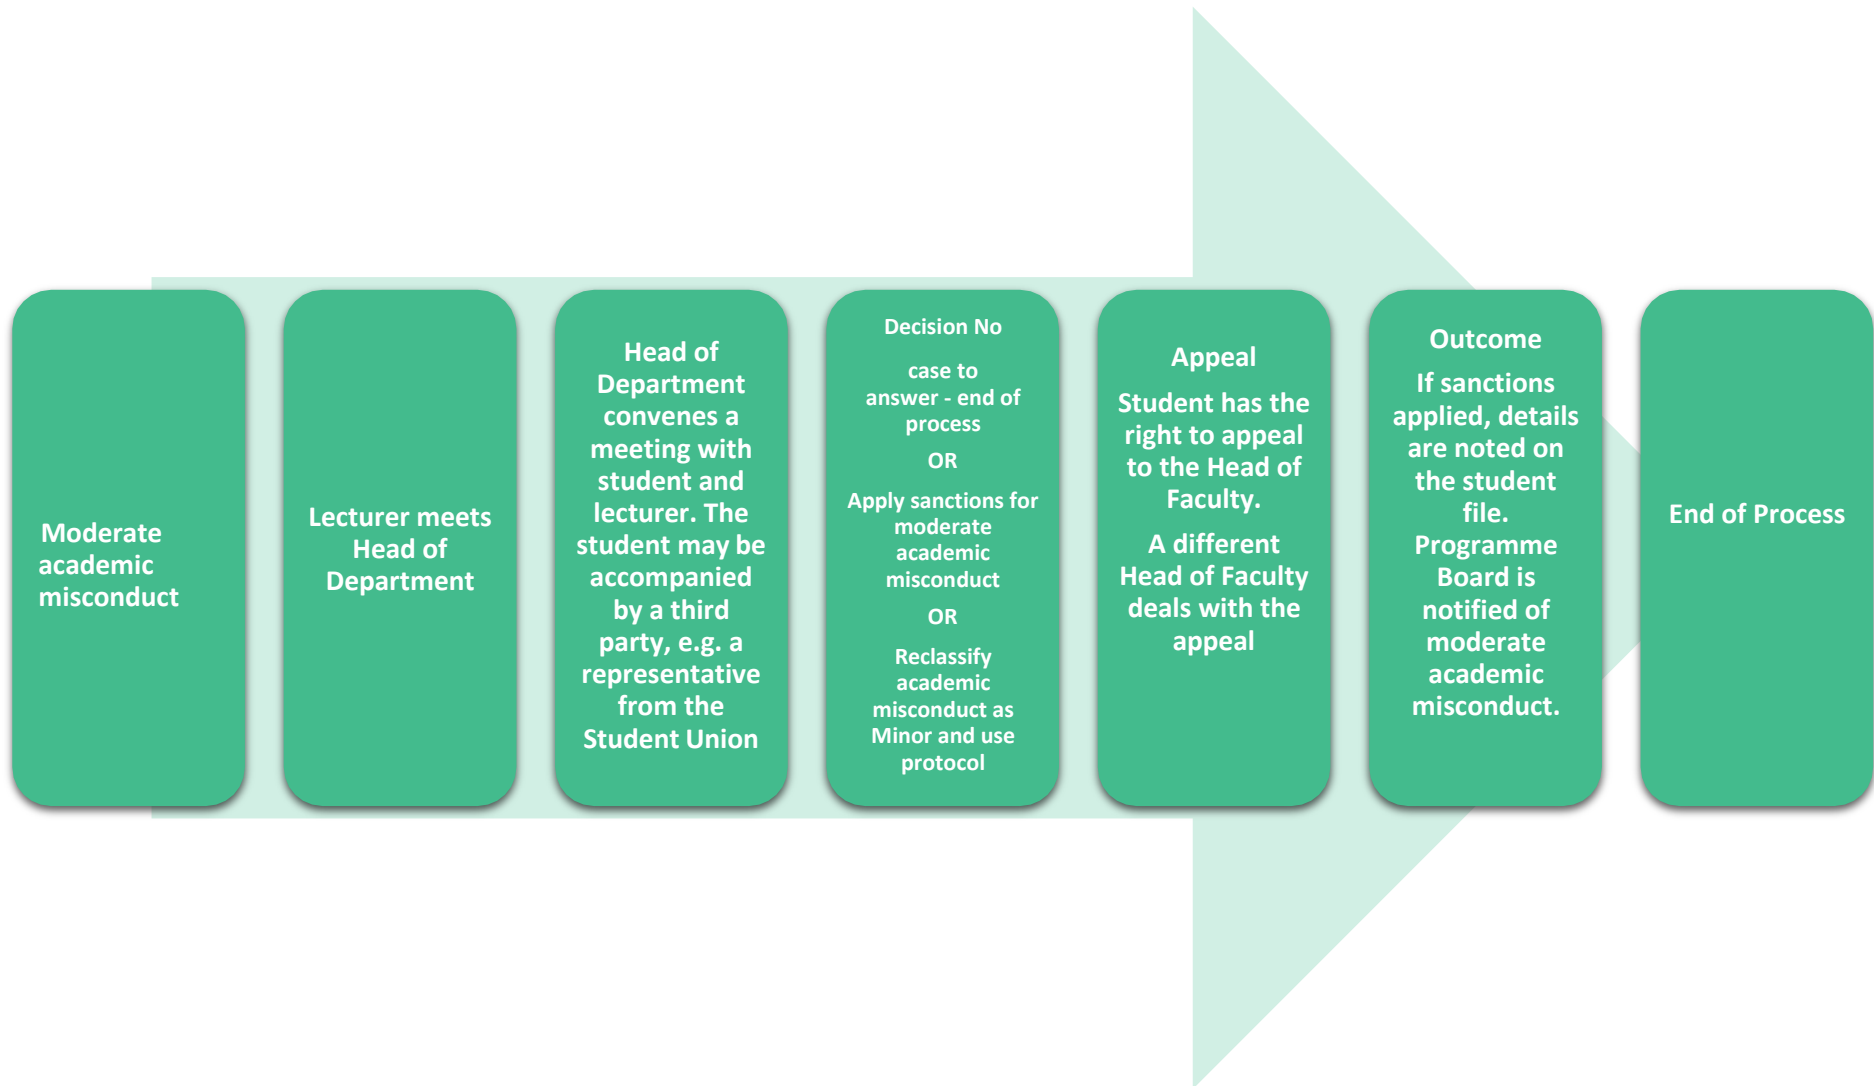 Moderate
academic
misconduct
Lecturer meets
Head of
Department
Head of
Department
convenes a
meeting with
student and
lecturer. The
student may be
accompanied
by a third
party, e.g. a
representative
from the
Student Union
Decision No
case to
answer - end of
process
OR
Apply sanctions for
moderate
academic
misconduct
OR
Reclassify
academic
misconduct as
Minor and use
protocol
Appeal
Student has the
right to appeal
to the Head of
Faculty.
A different
Head of Faculty
deals with the
appeal
Outcome
If sanctions
applied, details
are noted on
the student
file.
Programme
Board is
notified of
moderate
academic
misconduct.
End of Process